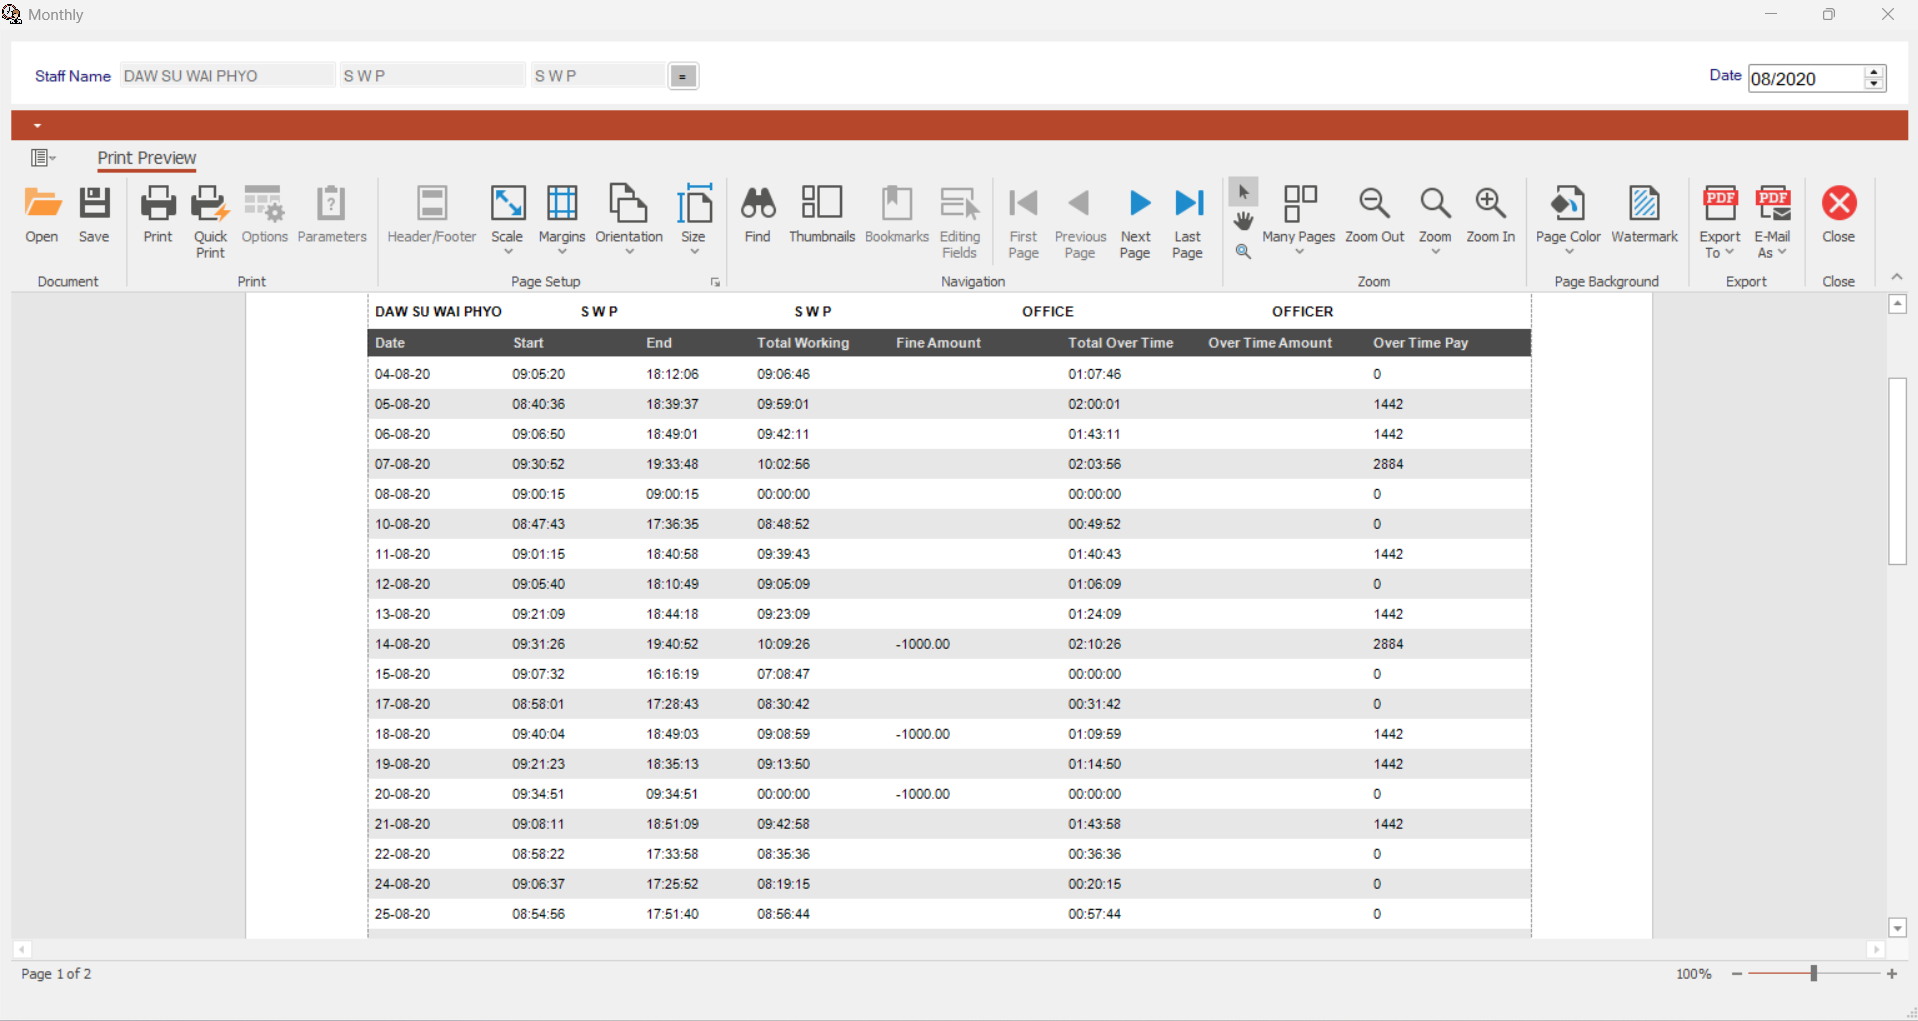 Monthly
Staff Name DAW SU WAI PHYO S W P S W P = Date 08/2020
Print Preview
Open Save Print Quick Print Options Parameters Header/Footer Scale Margins Orientation Size Find Thumbnails Bookmarks Editing Fields First Page Previous Page Next Page Last Page Many Pages Zoom Out Zoom Zoom In Page Color Watermark PDF Export To PDF E-Mail As Close
Document Print Page Setup Navigation Zoom Page Background Export Close
DAW SU WAI PHYO S W P S W P OFFICE OFFICER
Date Start End Total Working Fine Amount Total Over Time Over Time Amount Over Time Pay
04-08-20 09:05:20 18:12:06 09:06:46 01:07:46 0
05-08-20 08:40:36 18:39:37 09:59:01 02:00:01 1442
06-08-20 09:06:50 18:49:01 09:42:11 01:43:11 1442
07-08-20 09:30:52 19:33:48 10:02:56 02:03:56 2884
08-08-20 09:00:15 09:00:15 00:00:00 00:00:00 0
10-08-20 08:47:43 17:36:35 08:48:52 00:49:52 0
11-08-20 09:01:15 18:40:58 09:39:43 01:40:43 1442
12-08-20 09:05:40 18:10:49 09:05:09 01:06:09 0
13-08-20 09:21:09 18:44:18 09:23:09 01:24:09 1442
14-08-20 09:31:26 19:40:52 10:09:26 -1000.00 02:10:26 2884
15-08-20 09:07:32 16:16:19 07:08:47 00:00:00 0
17-08-20 08:58:01 17:28:43 08:30:42 00:31:42 0
18-08-20 09:40:04 18:49:03 09:08:59 -1000.00 01:09:59 1442
19-08-20 09:21:23 18:35:13 09:13:50 01:14:50 1442
20-08-20 09:34:51 09:34:51 00:00:00 -1000.00 00:00:00 0
21-08-20 09:08:11 18:51:09 09:42:58 01:43:58 1442
22-08-20 08:58:22 17:33:58 08:35:36 00:36:36 0
24-08-20 09:06:37 17:25:52 08:19:15 00:20:15 0
25-08-20 08:54:56 17:51:40 08:56:44 00:57:44 0
Page 1 of 2 100%